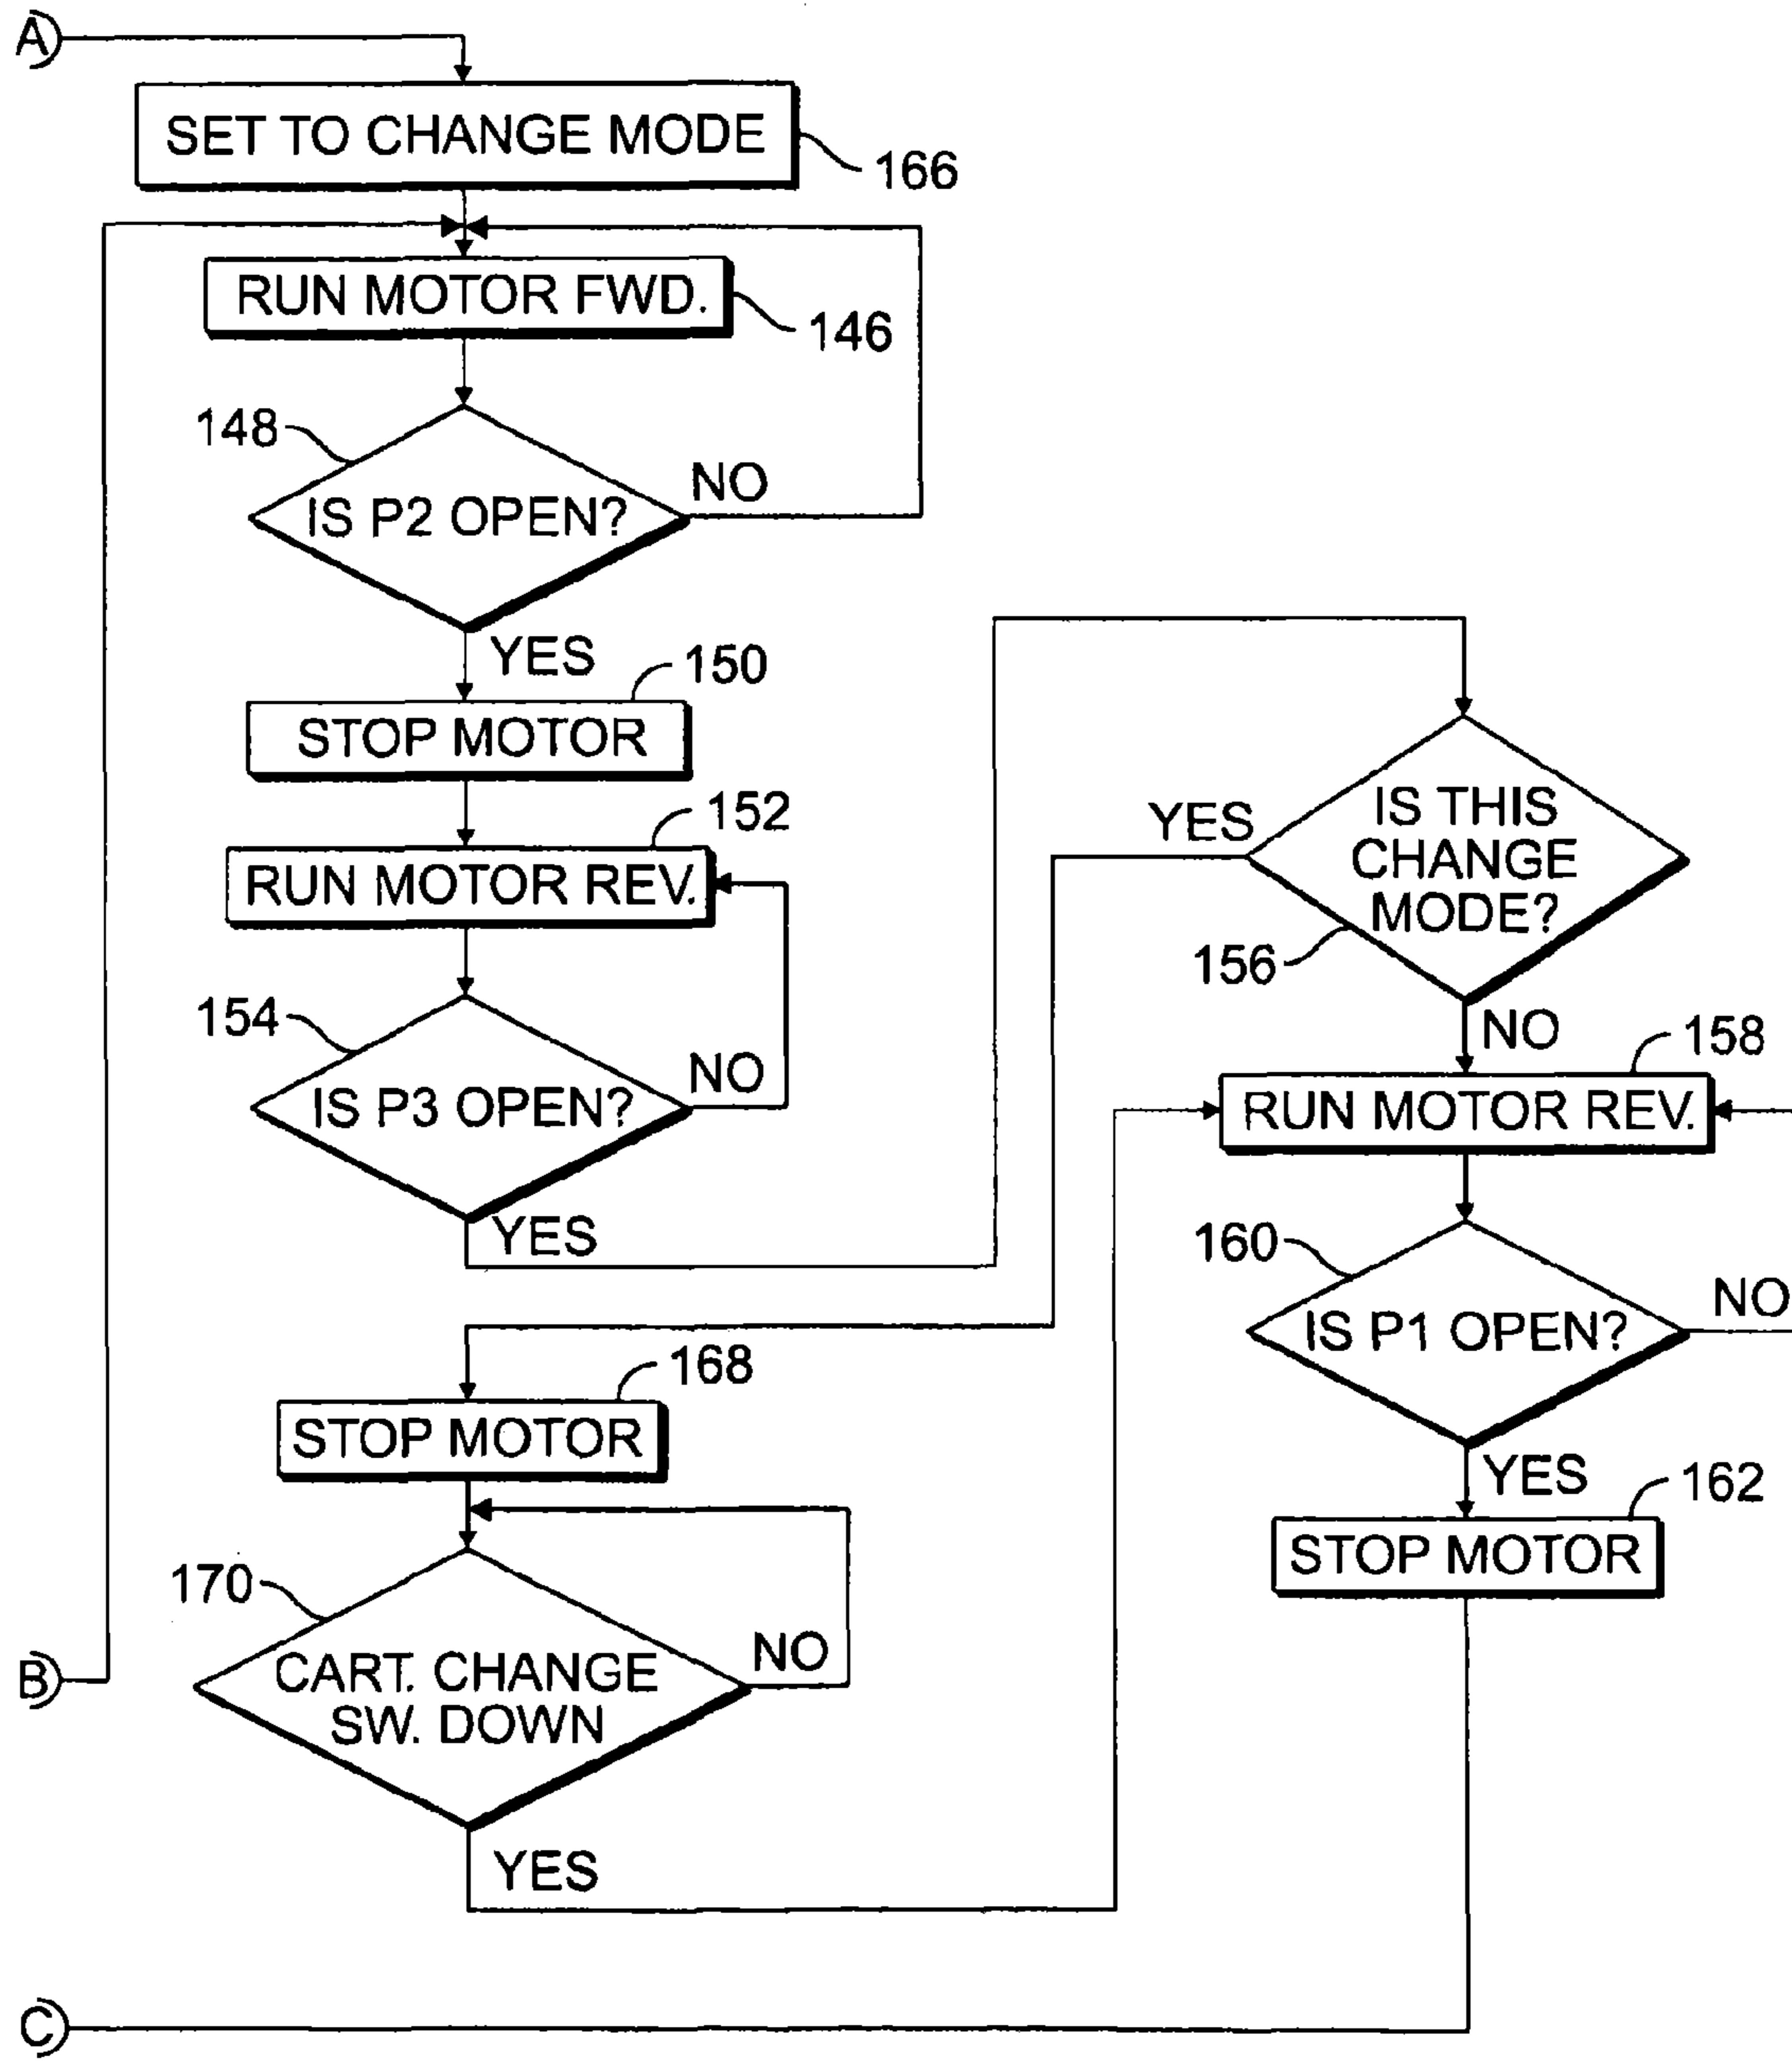 A
SET TO CHANGE MODE
166
RUN MOTOR FWD.
146
148
IS P2 OPEN?
NO
YES
150
STOP MOTOR
152
RUN MOTOR REV.
154
IS P3 OPEN?
NO
YES
IS THIS
CHANGE
MODE?
YES
156
NO
158
RUN MOTOR REV.
160
IS P1 OPEN?
NO
YES
162
STOP MOTOR
168
STOP MOTOR
170
CART. CHANGE
SW. DOWN
NO
YES
B
C